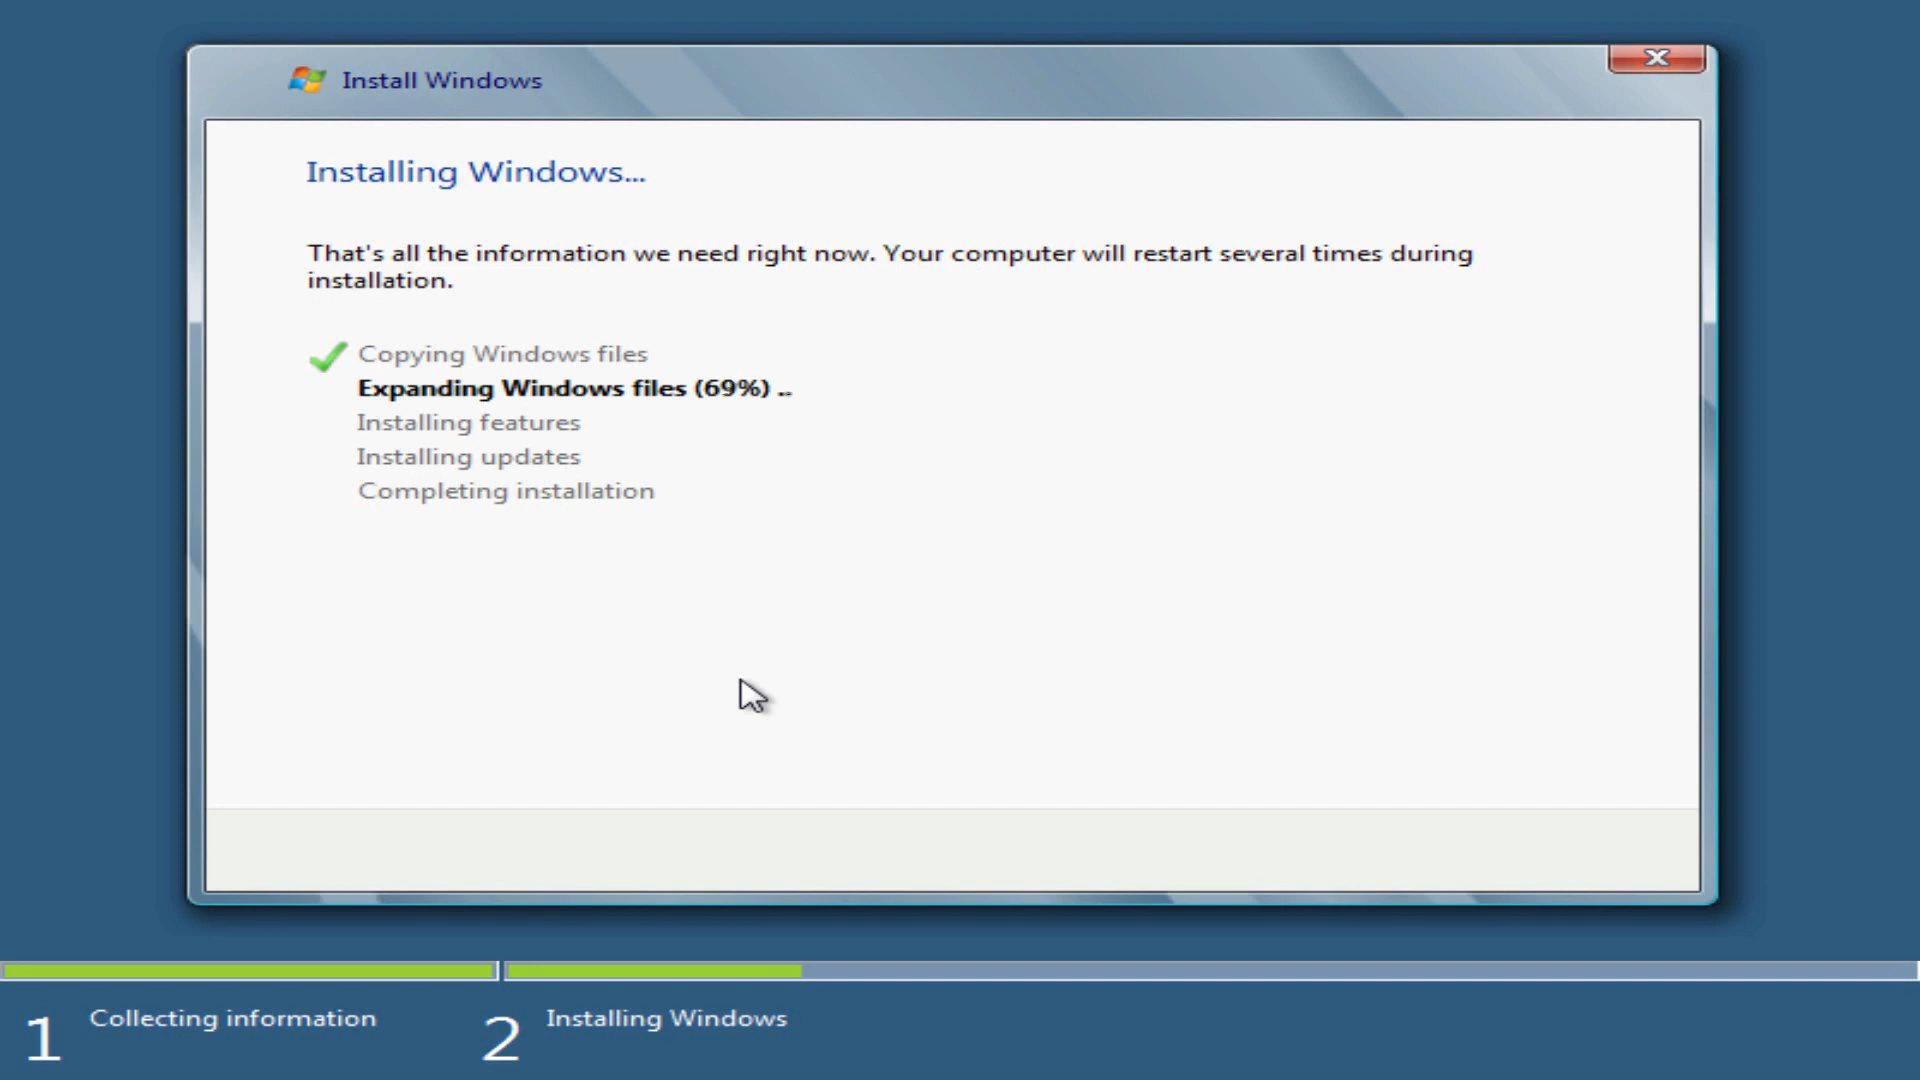 Install Windows
Installing Windows...
That's all the information we need right now. Your computer will restart several times during
installation.
Copying Windows files
Expanding Windows files (69%) ..
Installing features
Installing updates
Completing installation
1 Collecting information
2 Installing Windows